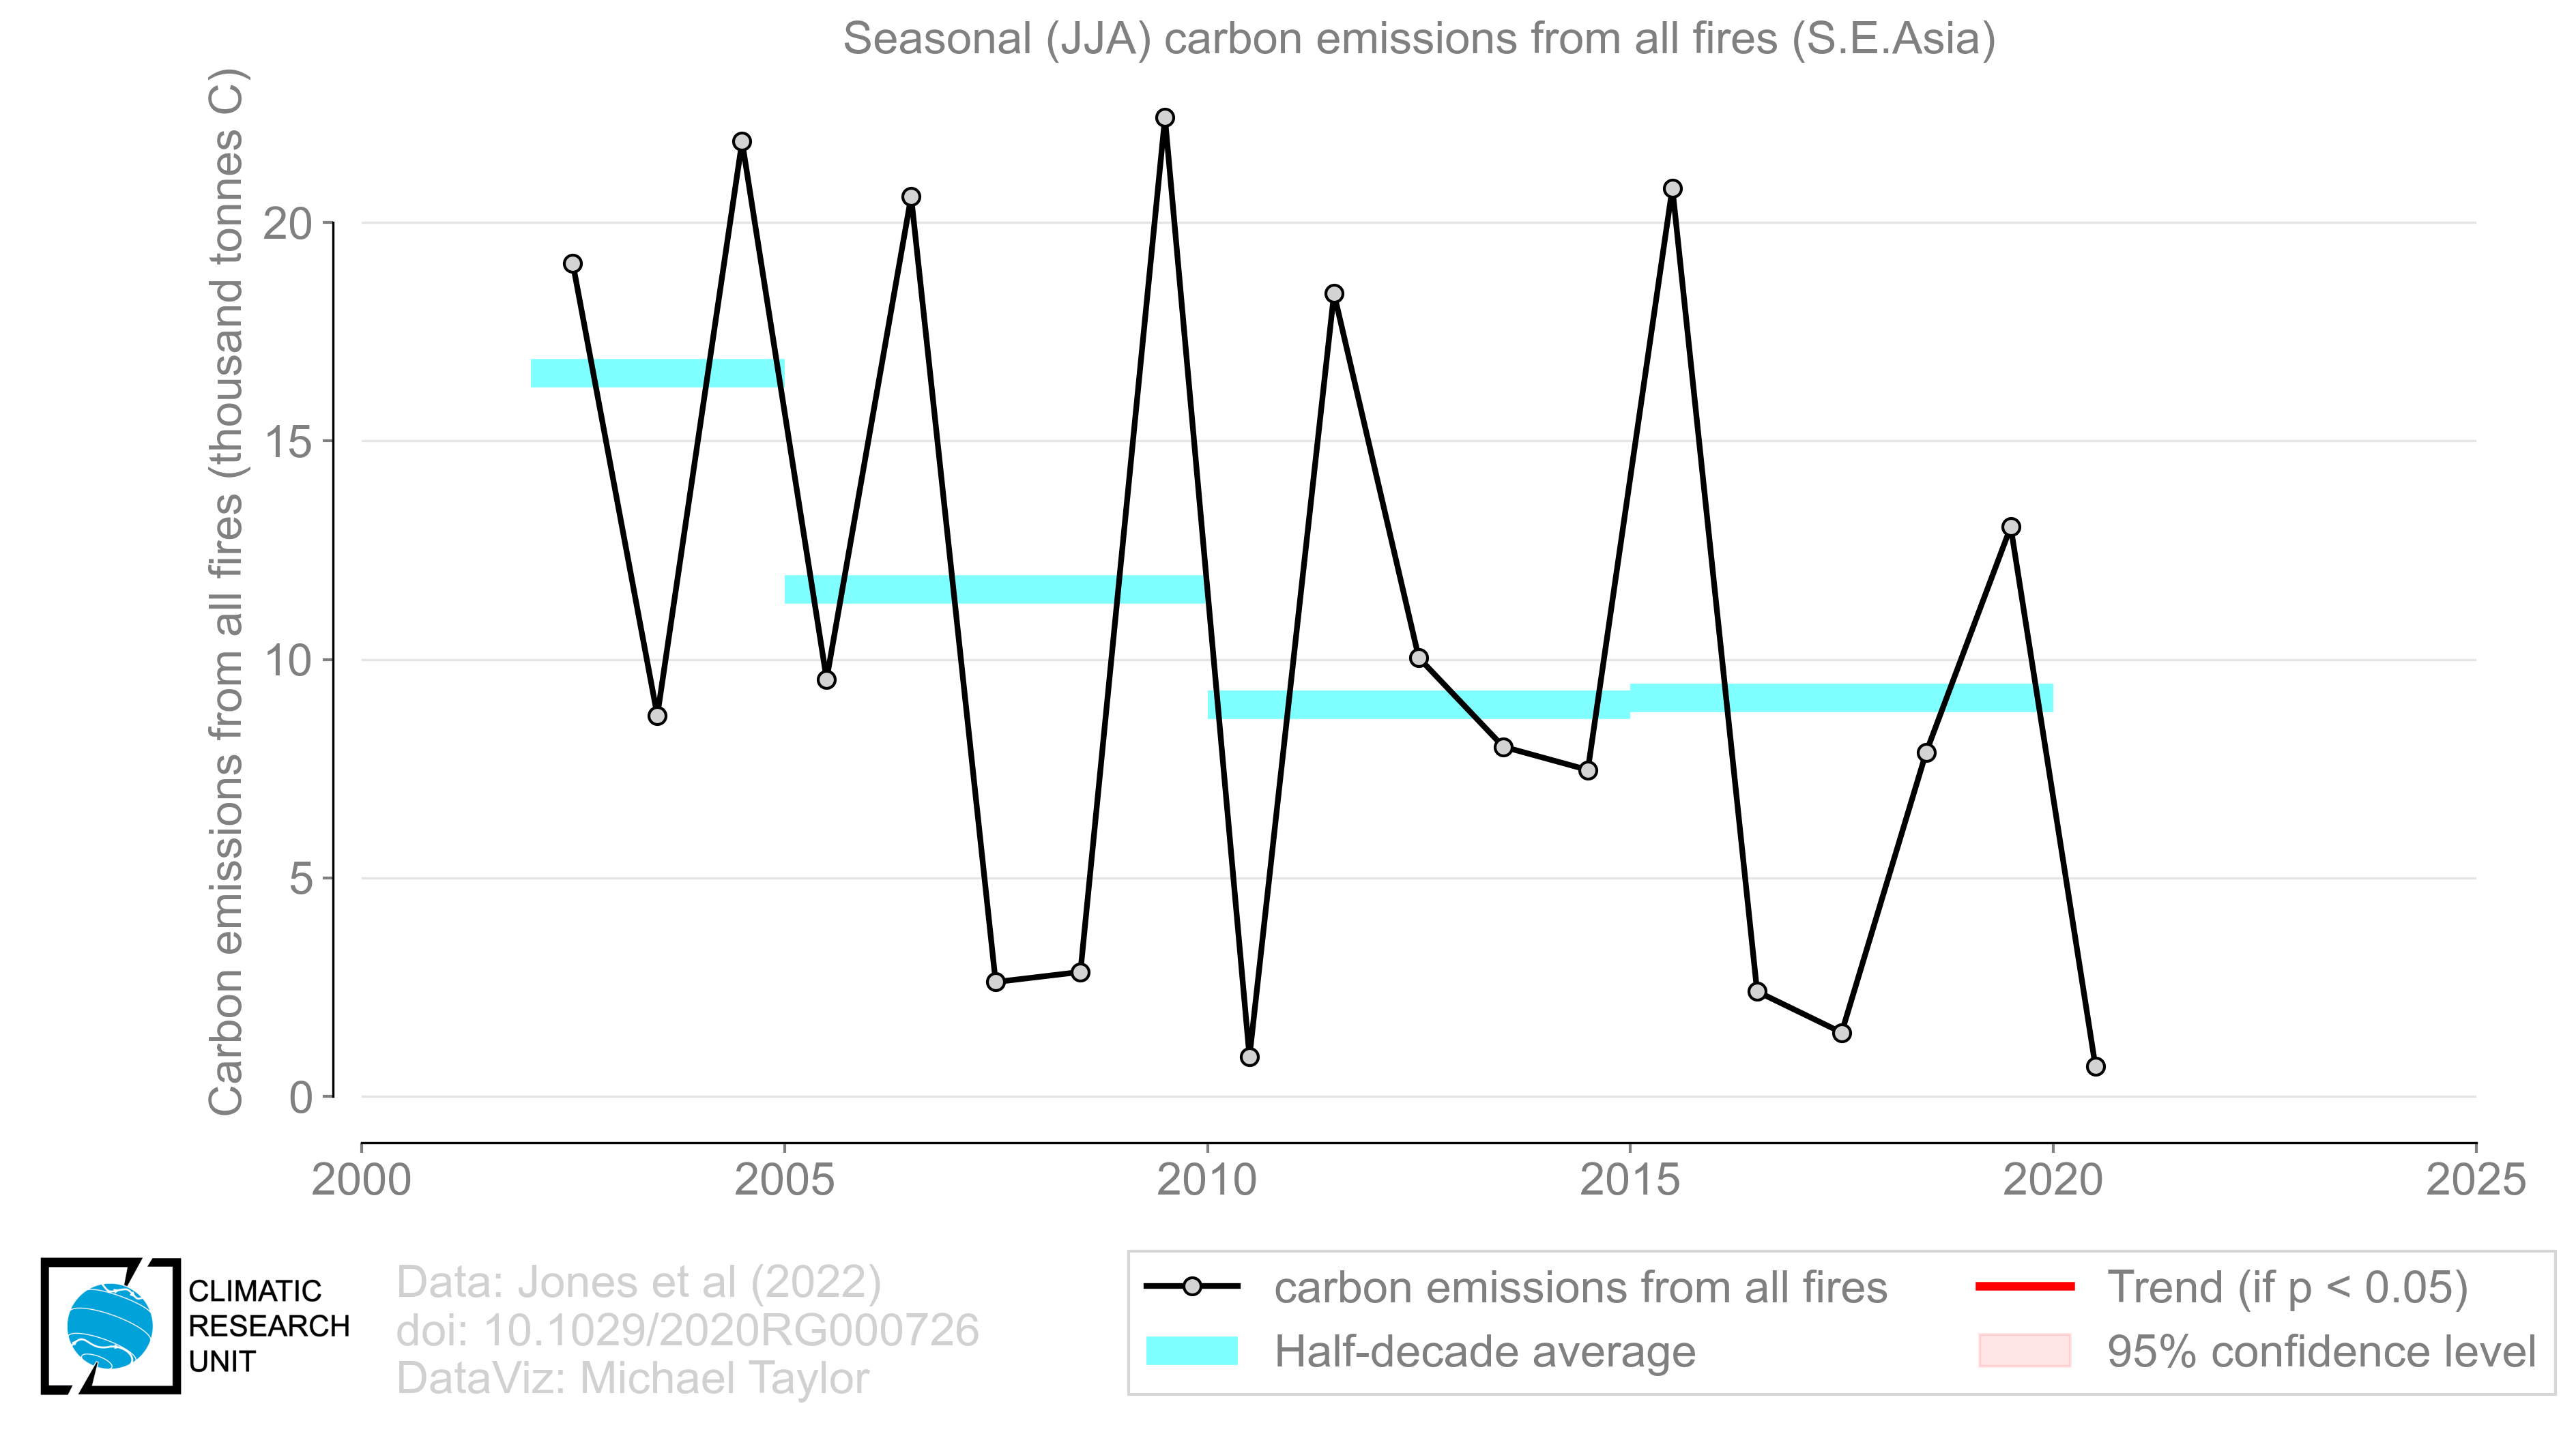 Seasonal (JJA) carbon emissions from all fires (S.E.Asia)
Carbon emissions from all fires (thousand tonnes C)
20
15
10
5
0
2000
2005
2010
2015
2020
2025
CLIMATIC
RESEARCH
UNIT
Data: Jones et al (2022)
doi: 10.1029/2020RG000726
DataViz: Michael Taylor
carbon emissions from all fires
Half-decade average
Trend (if p < 0.05)
95% confidence level